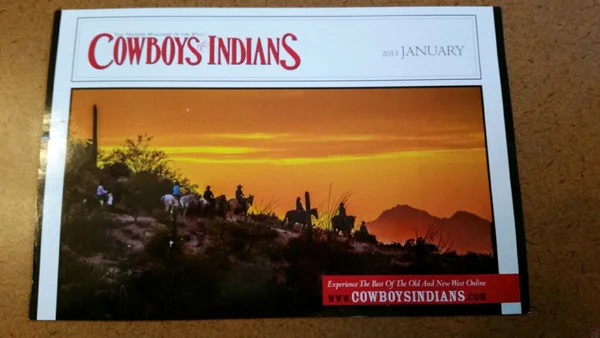 The Premier Magazine of the West
COWBOYS & INDIANS
2015 JANUARY
Experience The Best Of The Old And New West Online
WWW.COWBOYSINDIANS.COM